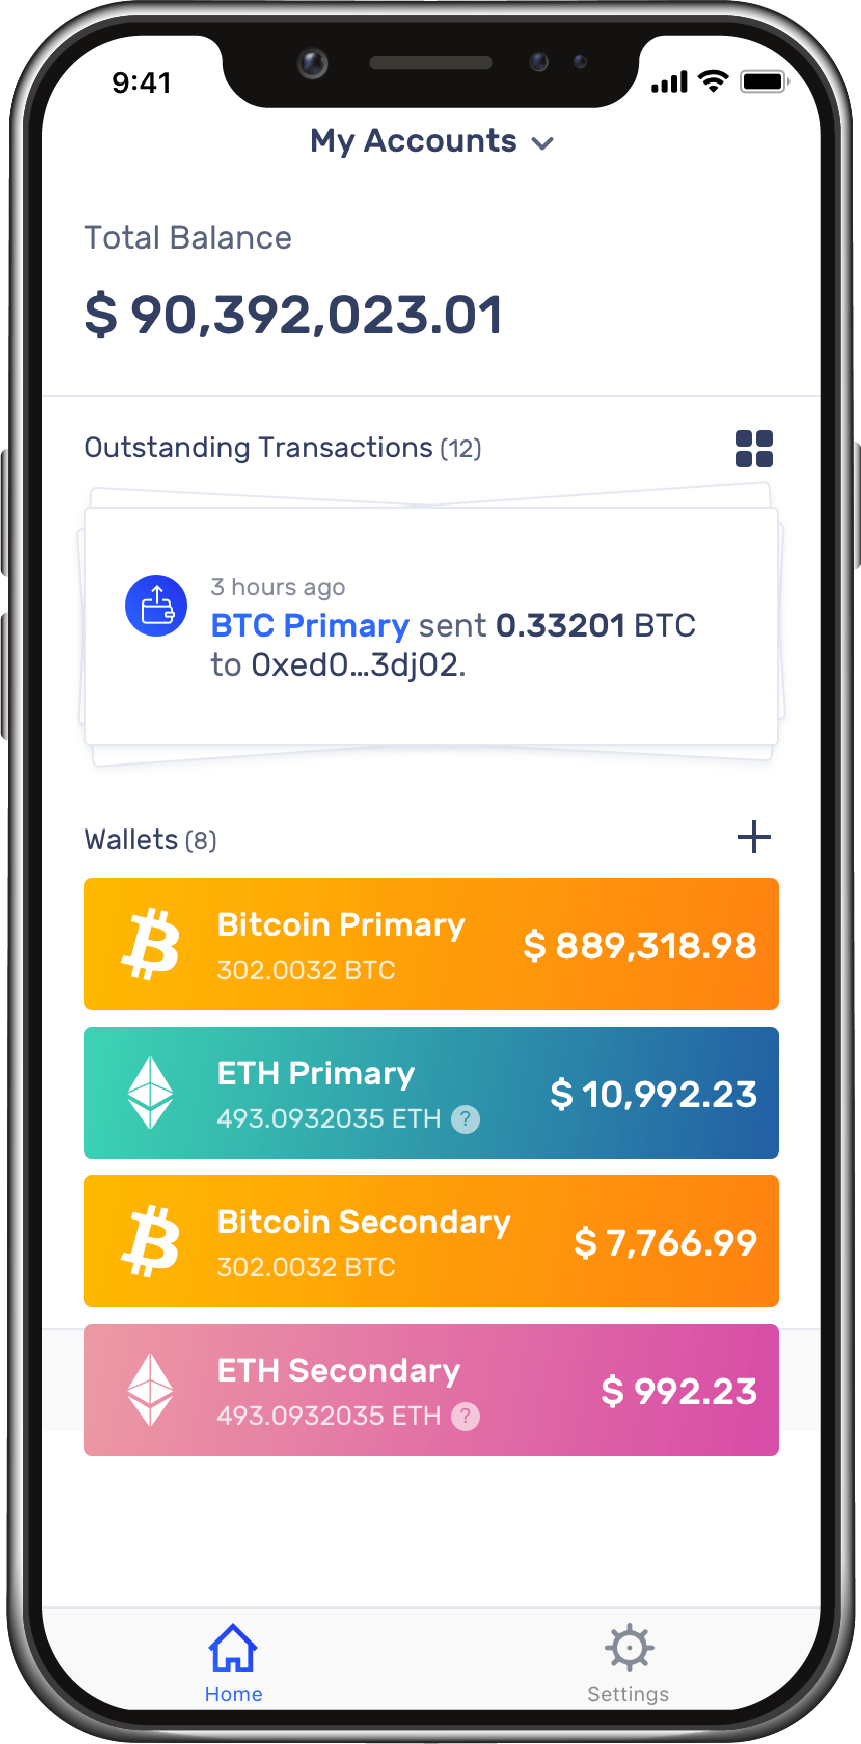 9:41
My Accounts
Total Balance
$ 90,392,023.01
Outstanding Transactions (12)
3 hours ago
BTC Primary sent 0.33201 BTC
to 0xed0...3dj02.
Wallets (8)
Bitcoin Primary
302.0032 BTC
$ 889,318.98
ETH Primary
493.0932035 ETH ?
$ 10,992.23
Bitcoin Secondary
302.0032 BTC
$ 7,766.99
ETH Secondary
493.0932035 ETH ?
$ 992.23
Home
Settings